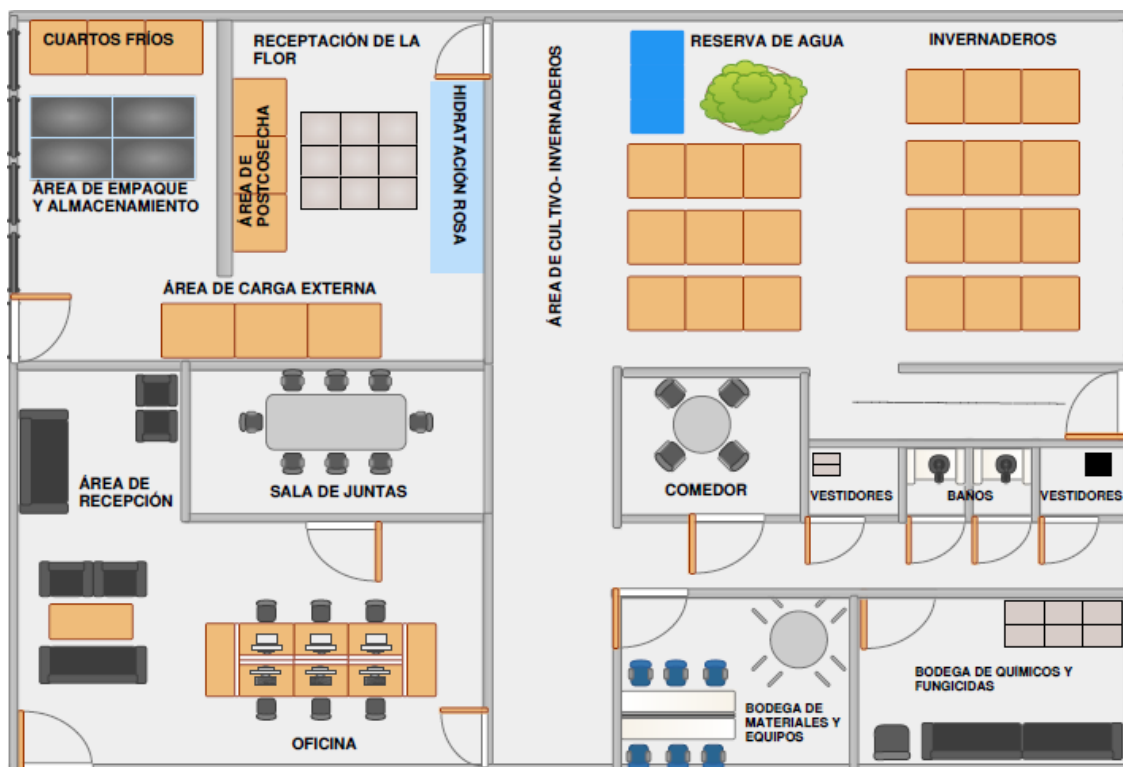 CUARTOS FRÍOS
RECEPTACIÓN DE LA
FLOR
RESERVA DE AGUA
INVERNADEROS
HIDRATACIÓN ROSA
ÁREA DE
POSTCOSECHA
ÁREA DE CULTIVO- INVERNADEROS
ÁREA DE EMPAQUE
Y ALMACENAMIENTO
ÁREA DE CARGA EXTERNA
ÁREA DE
RECEPCIÓN
SALA DE JUNTAS
COMEDOR
VESTIDORES
BAÑOS
VESTIDORES
OFICINA
BODEGA DE
MATERIALES Y
EQUIPOS
BODEGA DE QUÍMICOS Y
FUNGICIDAS